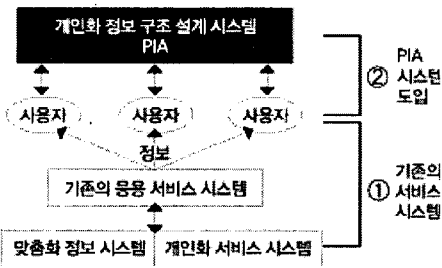 개인화 정보 구조 설계 시스템
PIA
사용자 사용자 사용자
② PIA 시스템 도입
정보
기존의 응용 서비스 시스템
① 기존의 서비스 시스템
맞춤화 정보 시스템 개인화 서비스 시스템